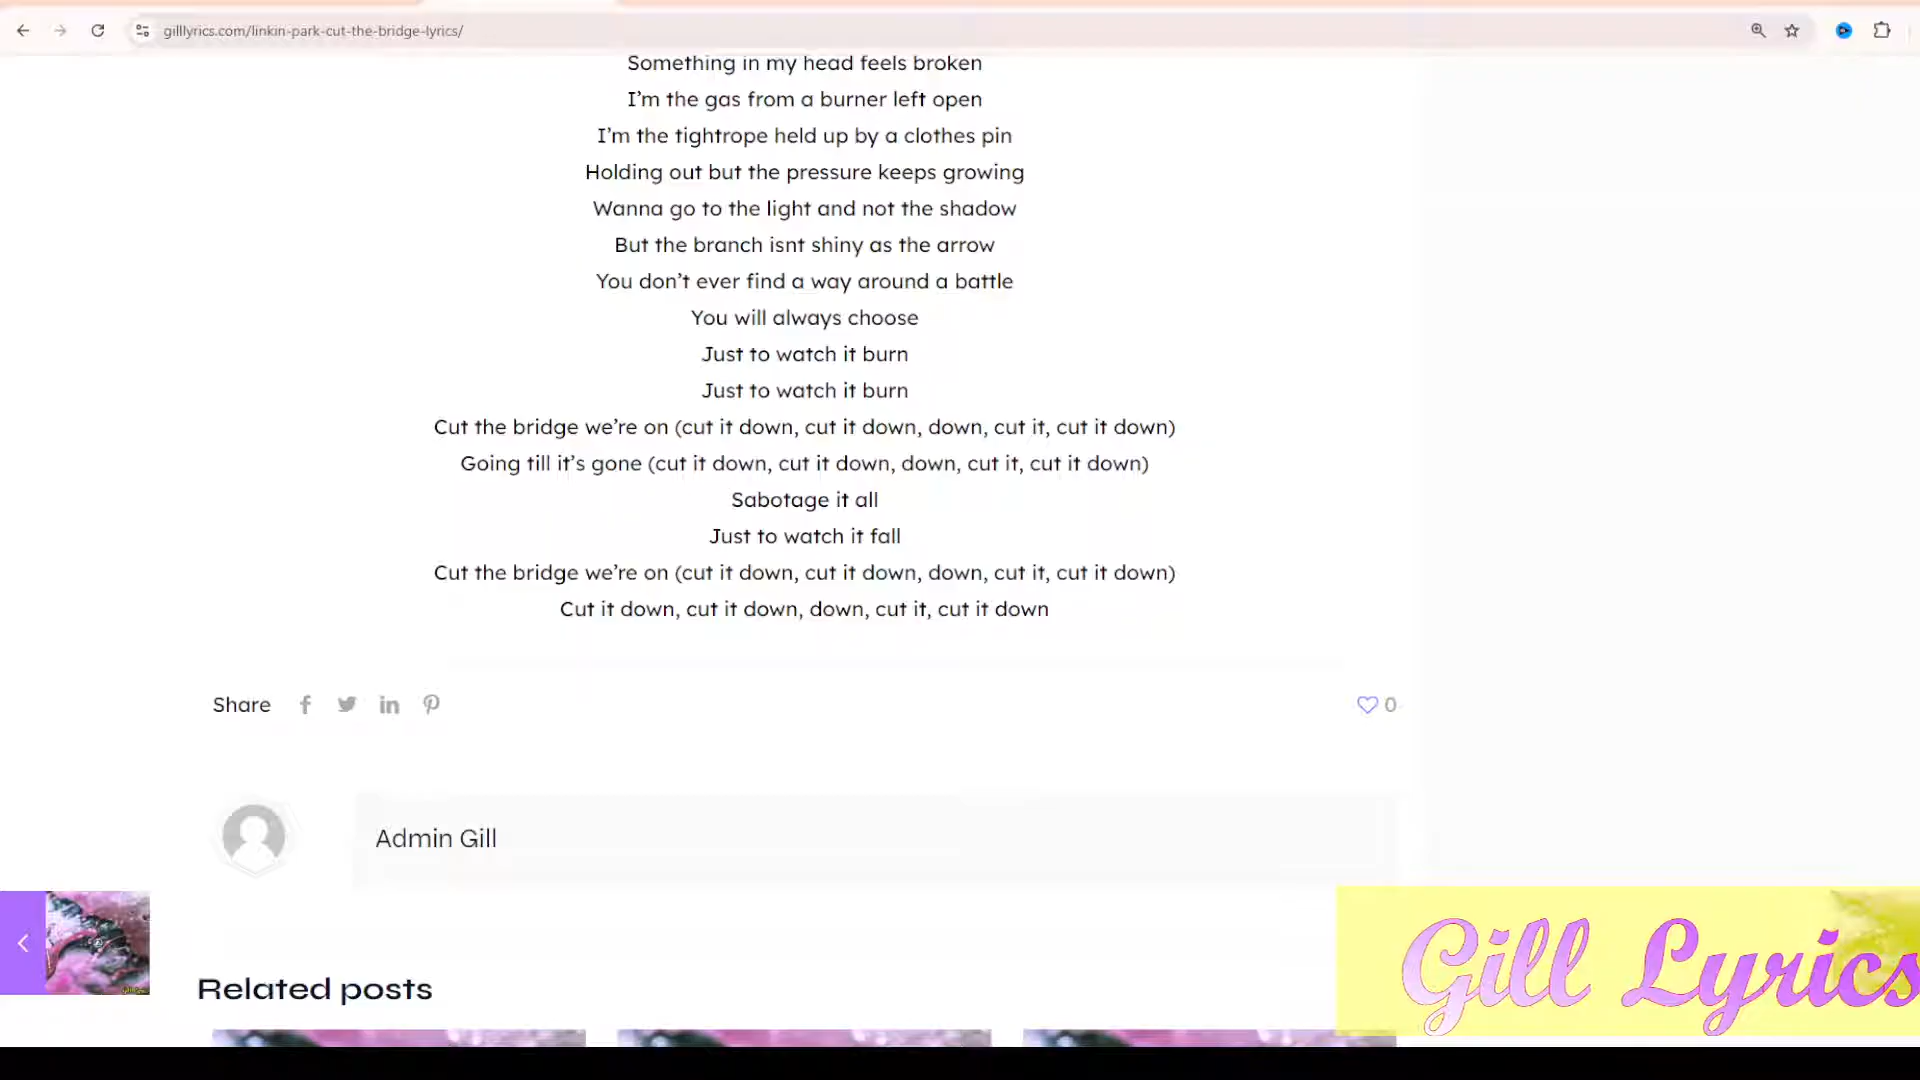 gilllyrics.com/linkin-park-cut-the-bridge-lyrics/
Something in my head feels broken
I’m the gas from a burner left open
I’m the tightrope held up by a clothes pin
Holding out but the pressure keeps growing
Wanna go to the light and not the shadow
But the branch isnt shiny as the arrow
You don’t ever find a way around a battle
You will always choose
Just to watch it burn
Just to watch it burn
Cut the bridge we’re on (cut it down, cut it down, down, cut it, cut it down)
Going till it’s gone (cut it down, cut it down, down, cut it, cut it down)
Sabotage it all
Just to watch it fall
Cut the bridge we’re on (cut it down, cut it down, down, cut it, cut it down)
Cut it down, cut it down, down, cut it, cut it down
Share
0
Admin Gill
Gill Lyrics
Related posts